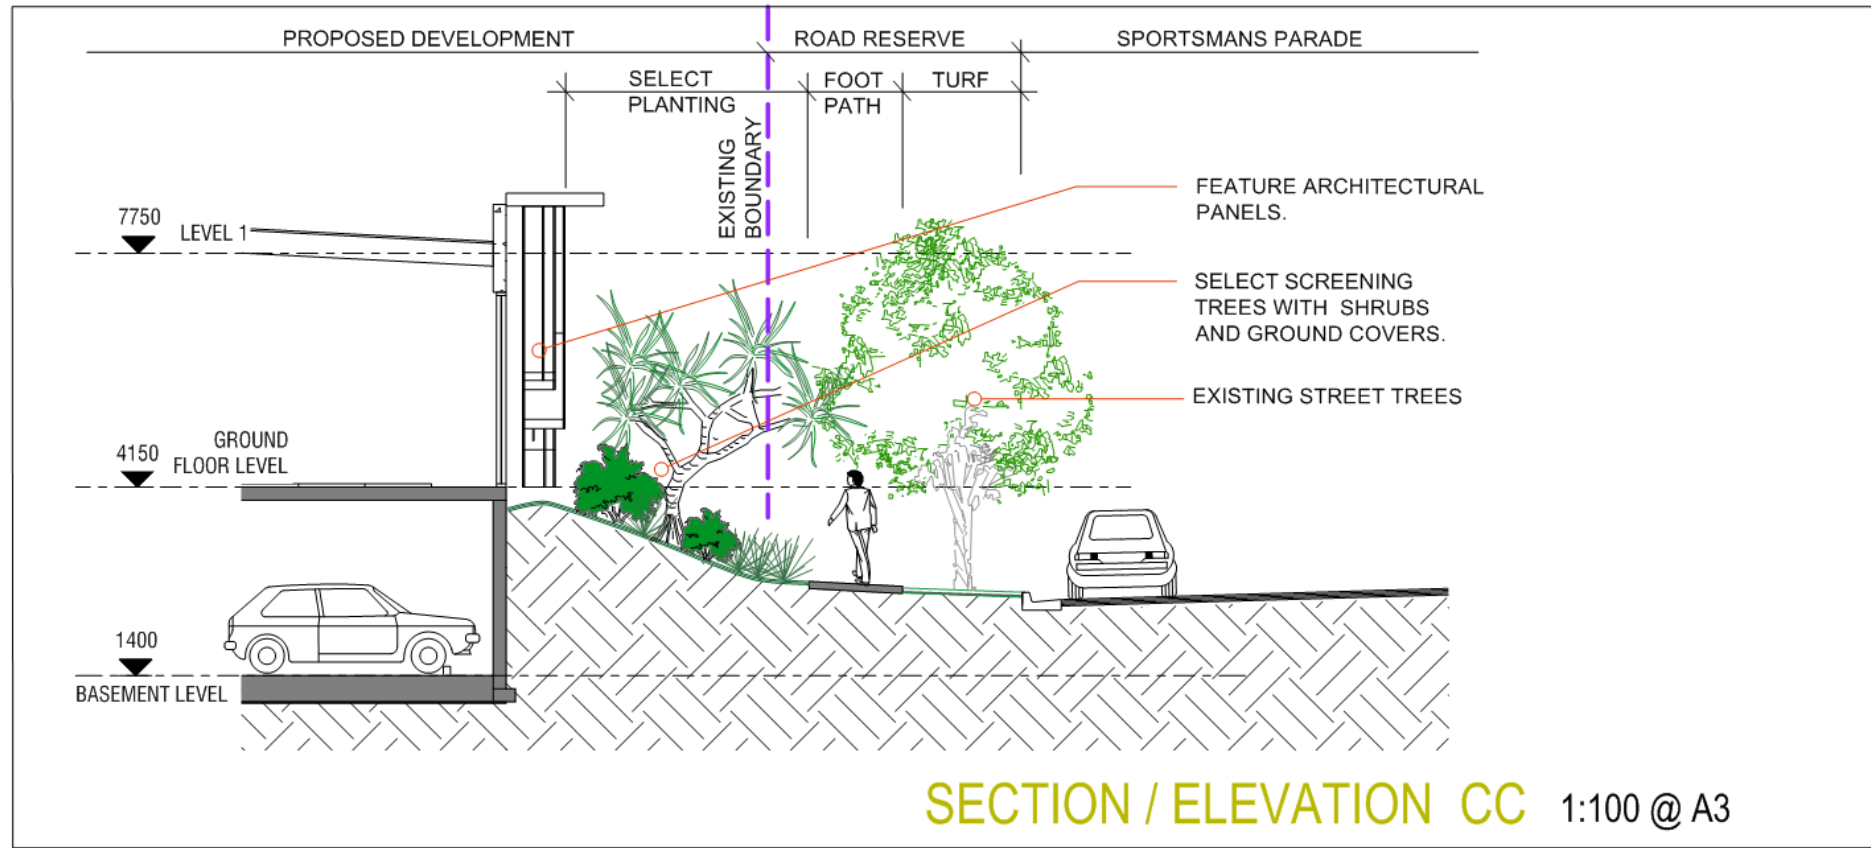 PROPOSED DEVELOPMENT
ROAD RESERVE
SPORTSMANS PARADE
SELECT
PLANTING
FOOT
PATH
TURF
EXISTING
BOUNDARY
FEATURE ARCHITECTURAL
PANELS.
7750
LEVEL 1
SELECT SCREENING
TREES WITH SHRUBS
AND GROUND COVERS.
EXISTING STREET TREES
4150
GROUND
FLOOR LEVEL
1400
BASEMENT LEVEL
SECTION / ELEVATION CC 1:100 @ A3